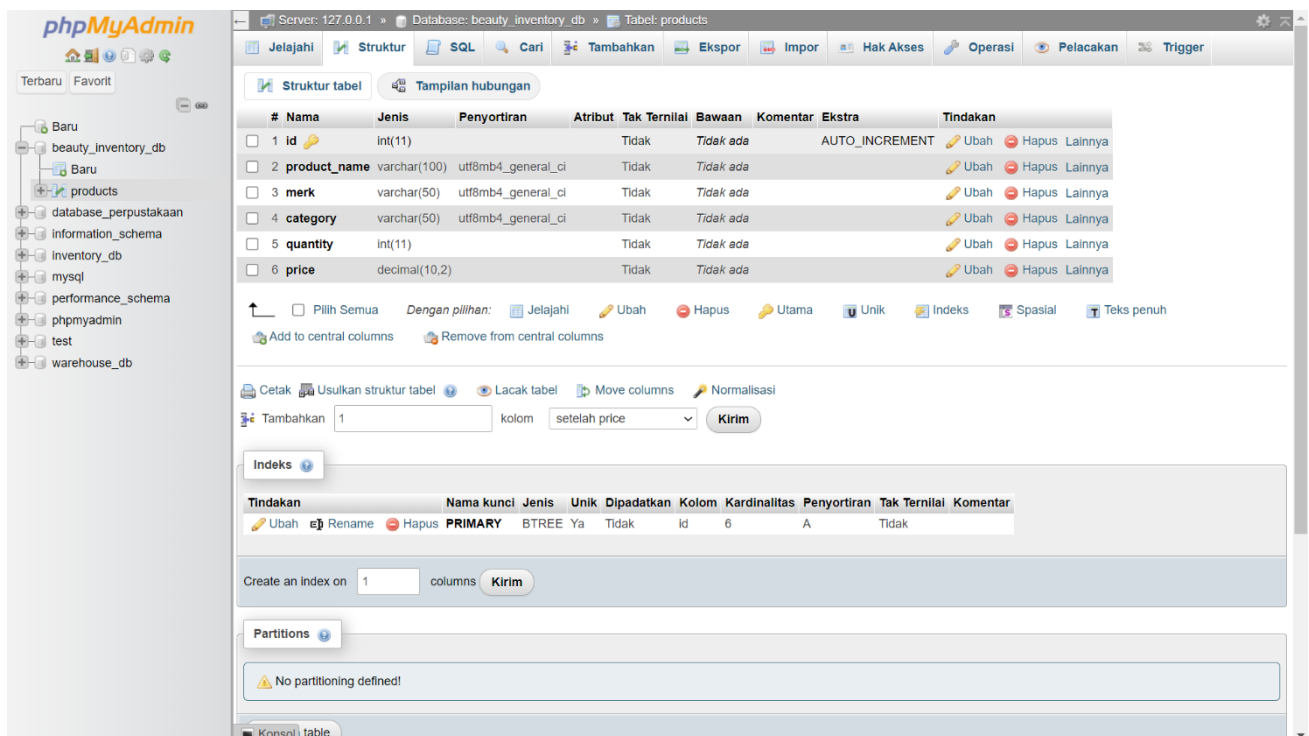 phpMyAdmin
Terbaru Favorit
Baru
beauty_inventory_db
Baru
products
database_perpustakaan
information_schema
inventory_db
mysql
performance_schema
phpmyadmin
test
warehouse_db
Server: 127.0.0.1 » Database: beauty_inventory_db » Tabel: products
Jelajahi Struktur SQL Cari Tambahkan Ekspor Impor Hak Akses Operasi Pelacakan Trigger
Struktur tabel Tampilan hubungan
# Nama Jenis Penyortiran Atribut Tak Ternilai Bawaan Komentar Ekstra Tindakan
1 id int(11) Tidak Tidak ada AUTO_INCREMENT Ubah Hapus Lainnya
2 product_name varchar(100) utf8mb4_general_ci Tidak Tidak ada Ubah Hapus Lainnya
3 merk varchar(50) utf8mb4_general_ci Tidak Tidak ada Ubah Hapus Lainnya
4 category varchar(50) utf8mb4_general_ci Tidak Tidak ada Ubah Hapus Lainnya
5 quantity int(11) Tidak Tidak ada Ubah Hapus Lainnya
6 price decimal(10,2) Tidak Tidak ada Ubah Hapus Lainnya
Pilih Semua Dengan pilihan: Jelajahi Ubah Hapus Utama Unik Indeks Spasial Teks penuh
Add to central columns Remove from central columns
Cetak Usulkan struktur tabel Lacak tabel Move columns Normalisasi
Tambahkan 1 kolom setelah price Kirim
Indeks
Tindakan Nama kunci Jenis Unik Dipadatkan Kolom Kardinalitas Penyortiran Tak Ternilai Komentar
Ubah Rename Hapus PRIMARY BTREE Ya Tidak id 6 A Tidak
Create an index on 1 columns Kirim
Partitions
No partitioning defined!
Konsol table